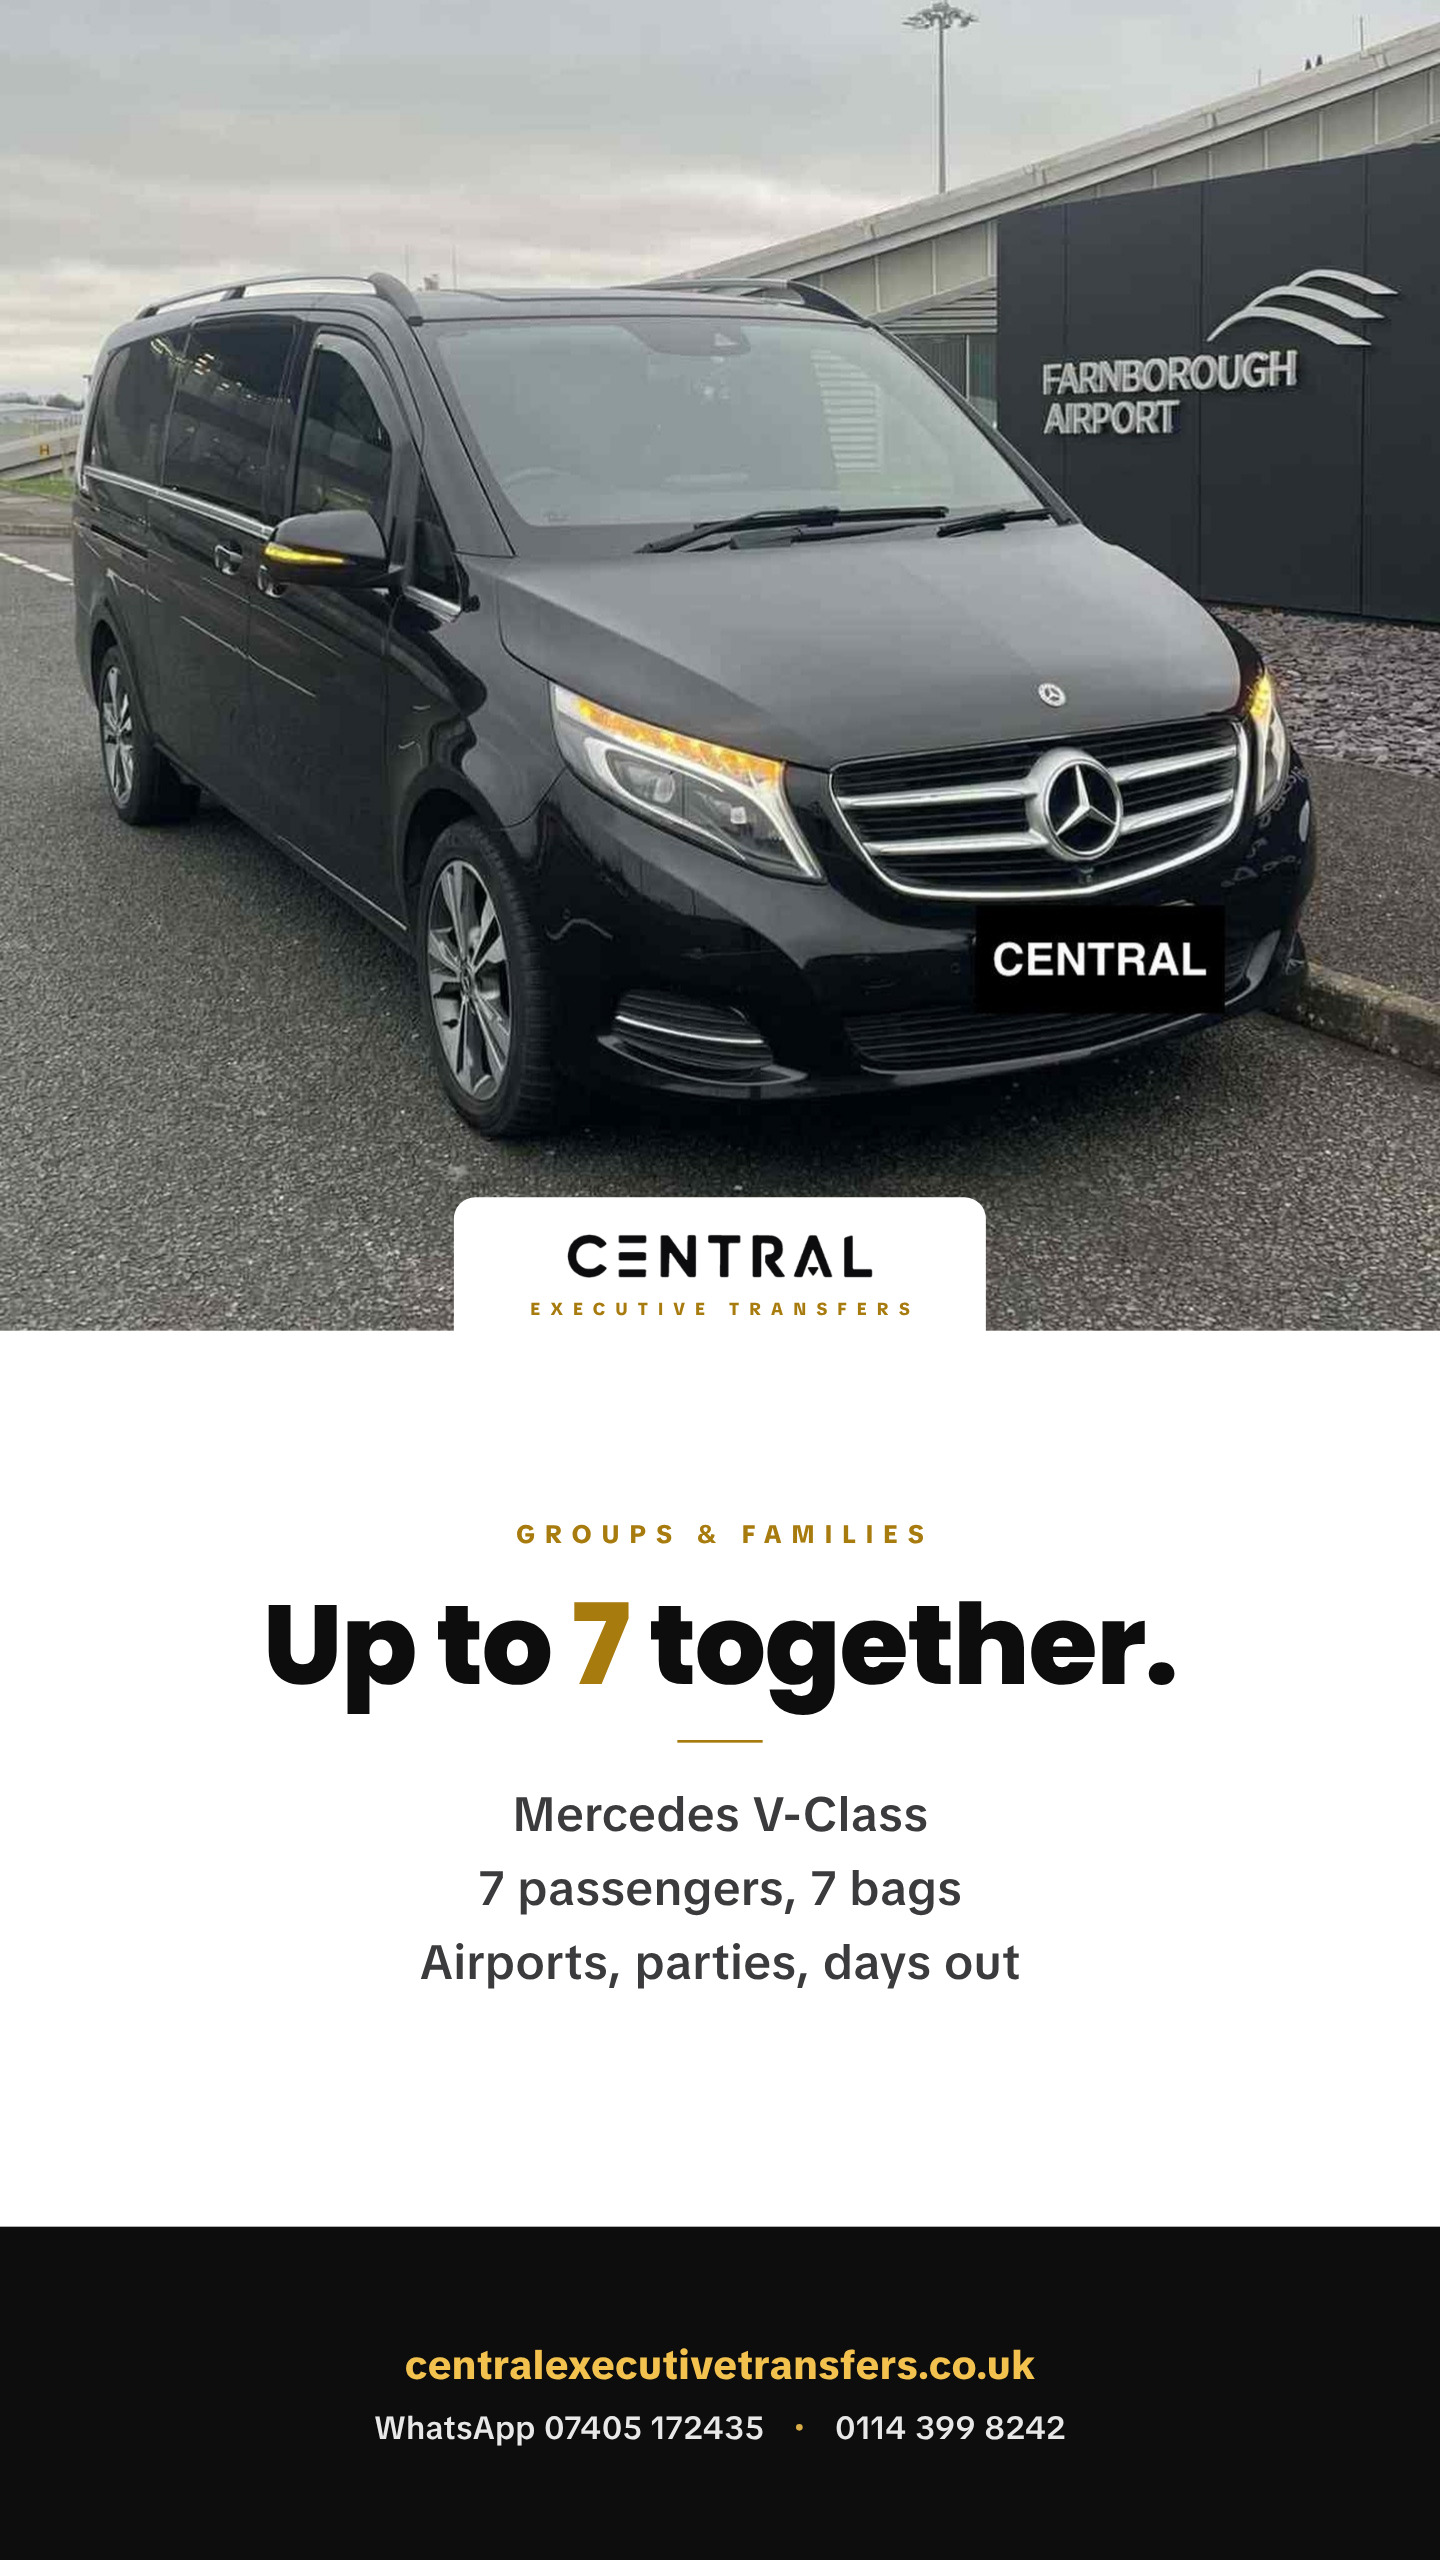 FARNBOROUGH
AIRPORT
CENTRAL
CENTRAL
EXECUTIVE TRANSFERS
GROUPS & FAMILIES
Up to 7 together.
Mercedes V-Class
7 passengers, 7 bags
Airports, parties, days out
centralexecutivetransfers.co.uk
WhatsApp 07405 172435 • 0114 399 8242